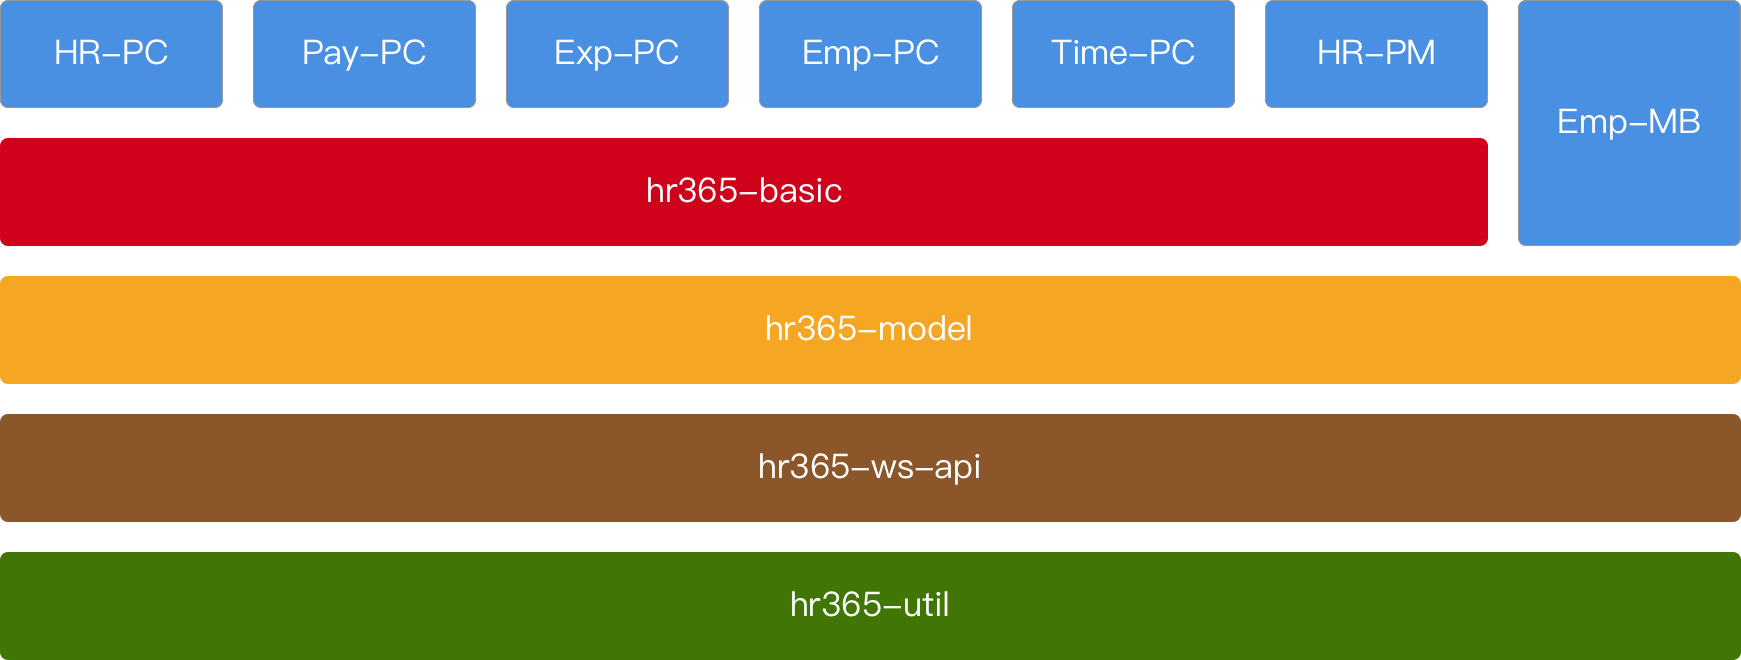 HR-PC
Pay-PC
Exp-PC
Emp-PC
Time-PC
HR-PM
Emp-MB
hr365-basic
hr365-model
hr365-ws-api
hr365-util